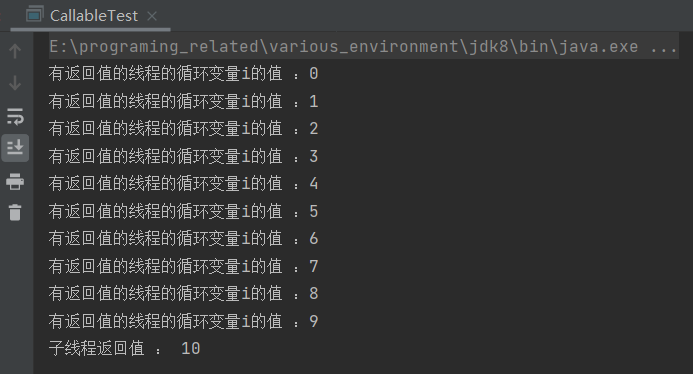 CallableTest
E:\programing_related\various_environment\jdk8\bin\java.exe ...
有返回值的线程的循环变量i的值 ：0
有返回值的线程的循环变量i的值 ：1
有返回值的线程的循环变量i的值 ：2
有返回值的线程的循环变量i的值 ：3
有返回值的线程的循环变量i的值 ：4
有返回值的线程的循环变量i的值 ：5
有返回值的线程的循环变量i的值 ：6
有返回值的线程的循环变量i的值 ：7
有返回值的线程的循环变量i的值 ：8
有返回值的线程的循环变量i的值 ：9
子线程返回值 ： 10